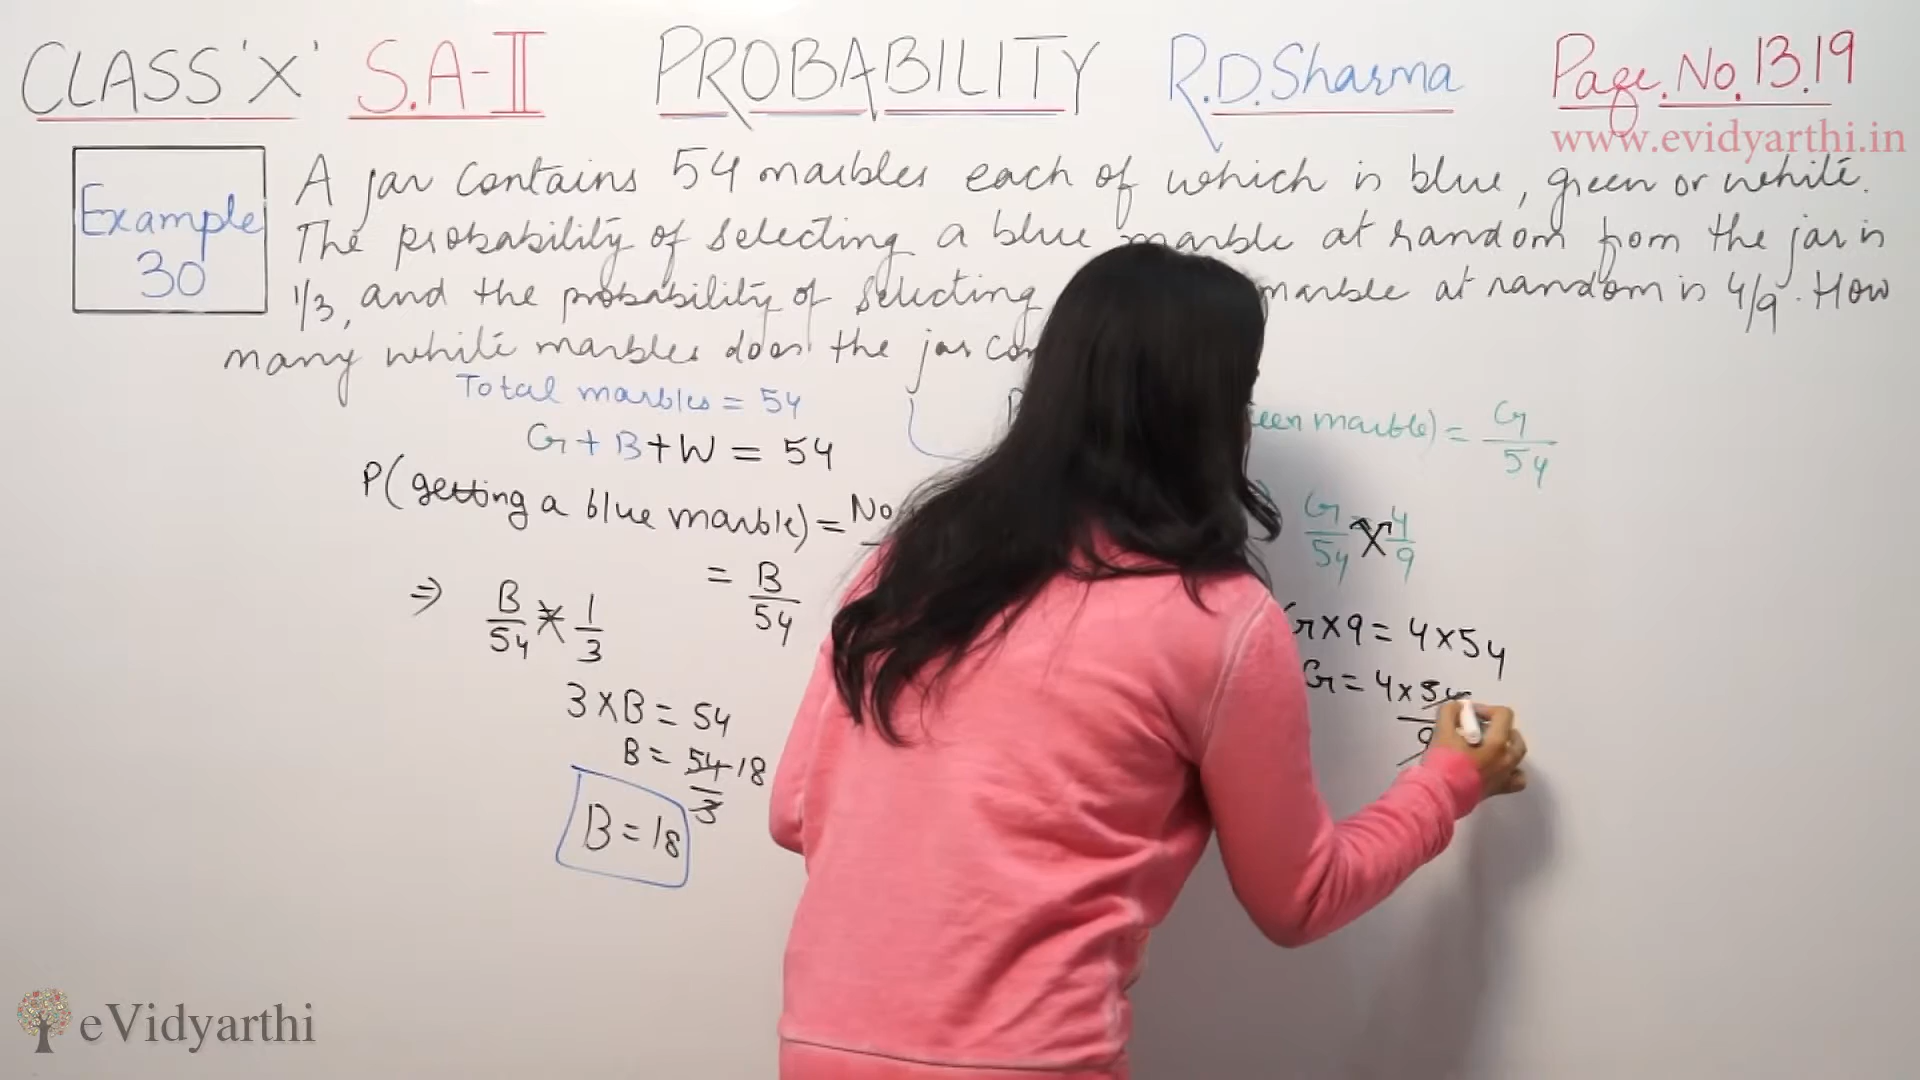 CLASS 'X' S.A-II PROBABILITY R.D.Sharma Page.No.13.19
www.evidyarthi.in
Example
30
A jar contains 54 marbles each of which is blue, green or white.
The probability of selecting a blue marble at random from the jar is
1/3, and the probability of selecting marble at random is 4/9. How
many white marbles does the jar
Total marbles = 54
G + B + W = 54
P(getting a blue marble) = No
= B/54
⇒ B/54 = 1/3
3 × B = 54
B = 54/3 18
B = 18
marble) = G/54
G/54 = 4/9
G × 9 = 4 × 54
G = 4 × 54/9
eVidyarthi